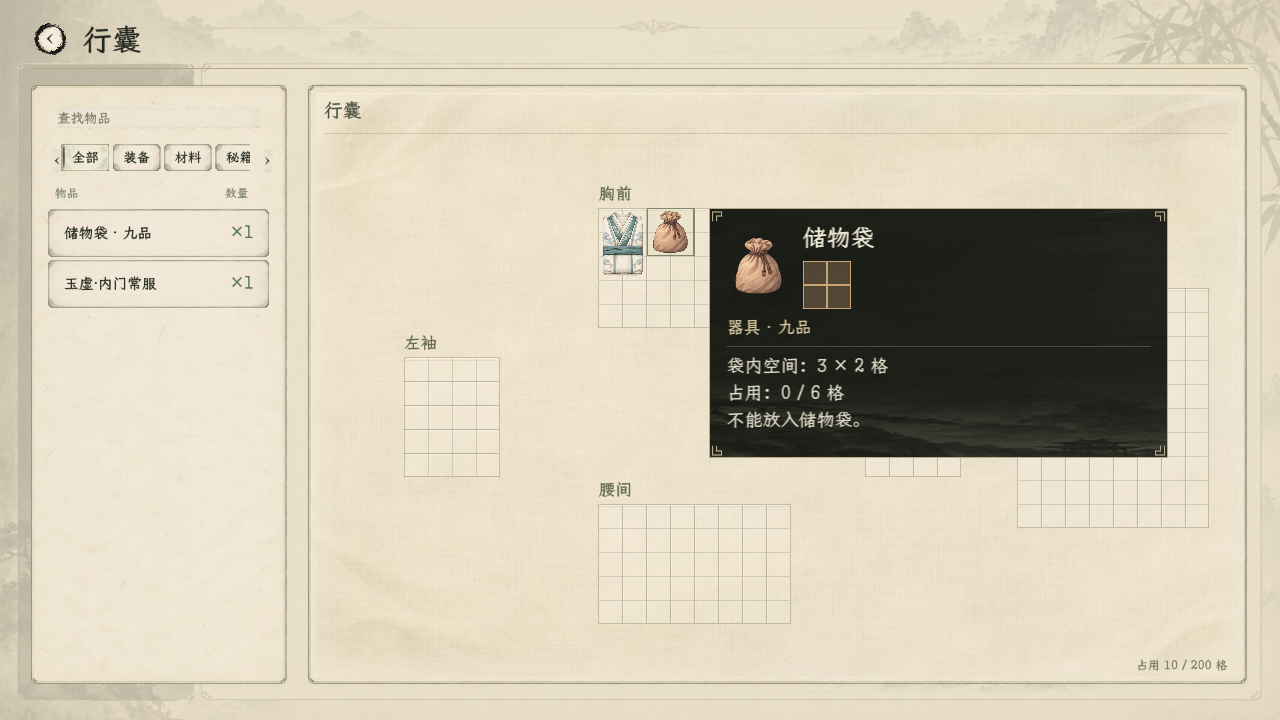 行囊
查找物品
全部
装备
材料
秘籍
物品
数量
储物袋 · 九品
×1
玉虚·内门常服
×1
行囊
胸前
左袖
腰间
储物袋
器具 · 九品
袋内空间：3 × 2 格
占用：0 / 6 格
不能放入储物袋。
占用 10 / 200 格